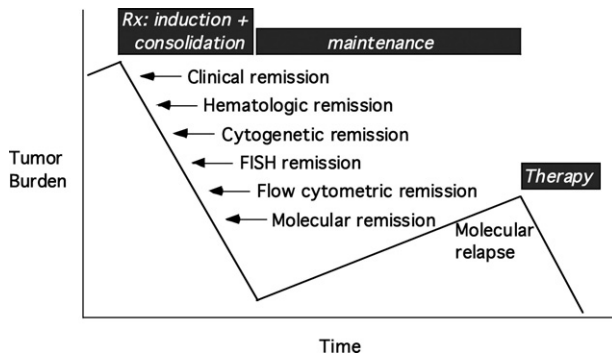 Rx: induction +
consolidation
maintenance
Clinical remission
Hematologic remission
Cytogenetic remission
FISH remission
Flow cytometric remission
Molecular remission
Tumor
Burden
Therapy
Molecular
relapse
Time